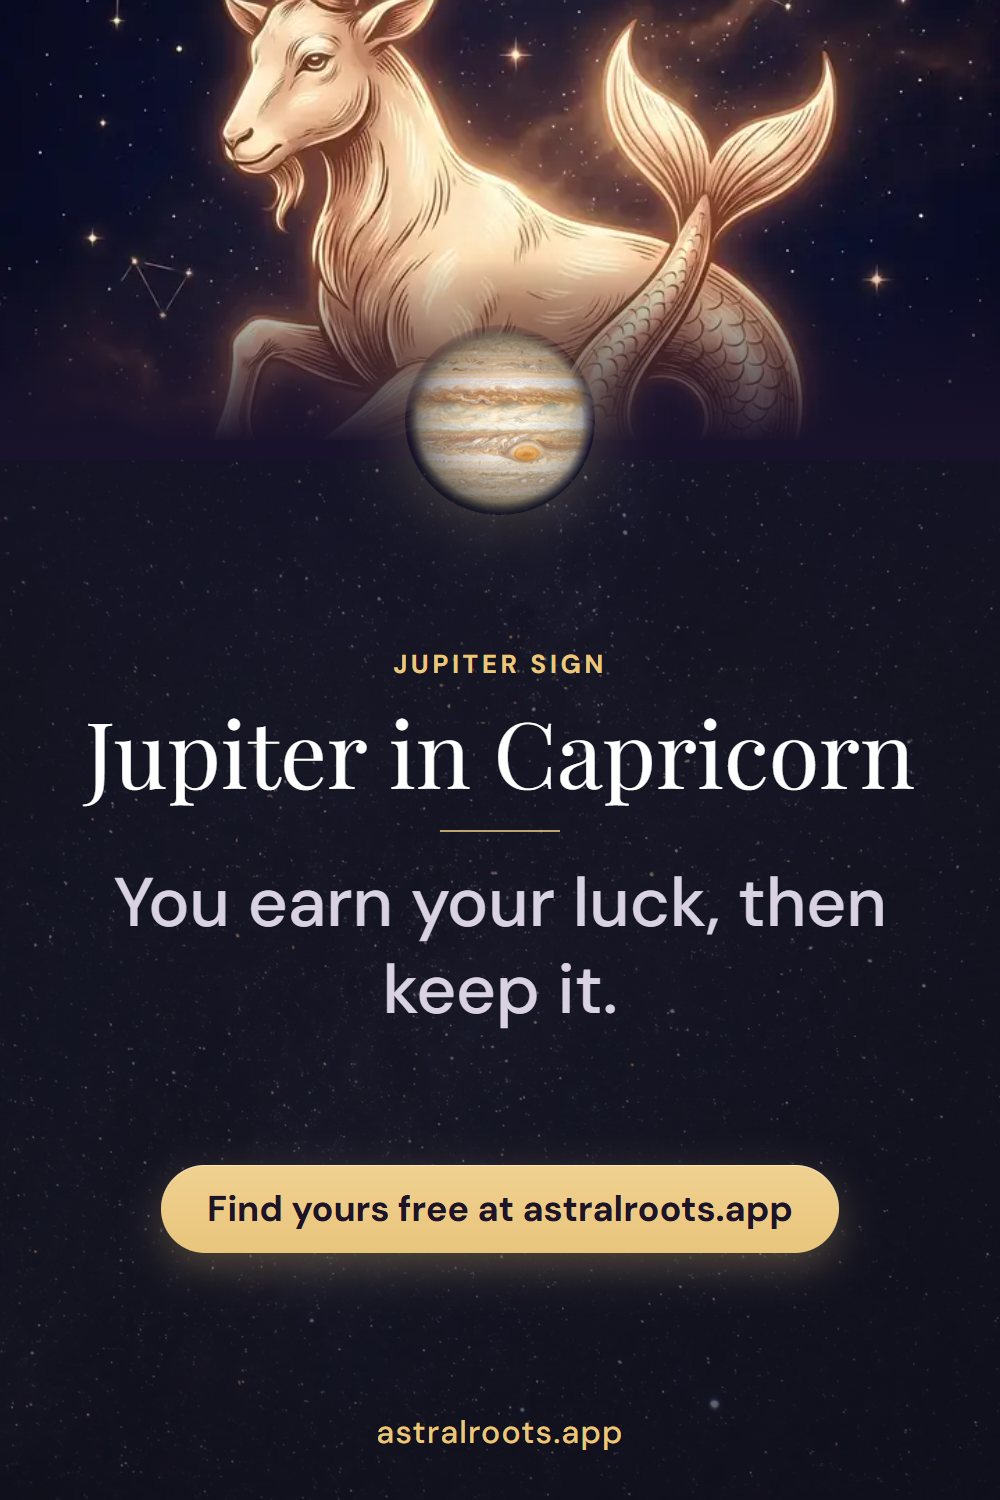 JUPITER SIGN
Jupiter in Capricorn
You earn your luck, then
keep it.
Find yours free at astralroots.app
astralroots.app